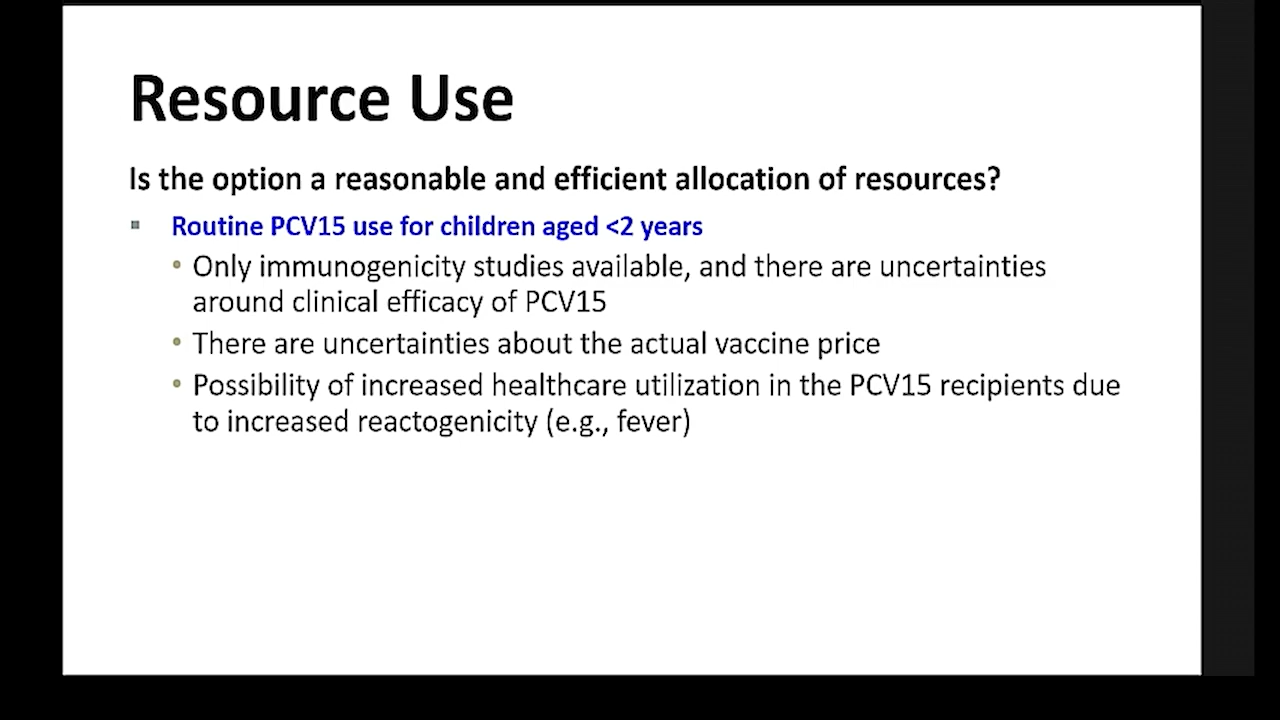 Resource Use
Is the option a reasonable and efficient allocation of resources?
Routine PCV15 use for children aged <2 years
Only immunogenicity studies available, and there are uncertainties
around clinical efficacy of PCV15
There are uncertainties about the actual vaccine price
Possibility of increased healthcare utilization in the PCV15 recipients due
to increased reactogenicity (e.g., fever)